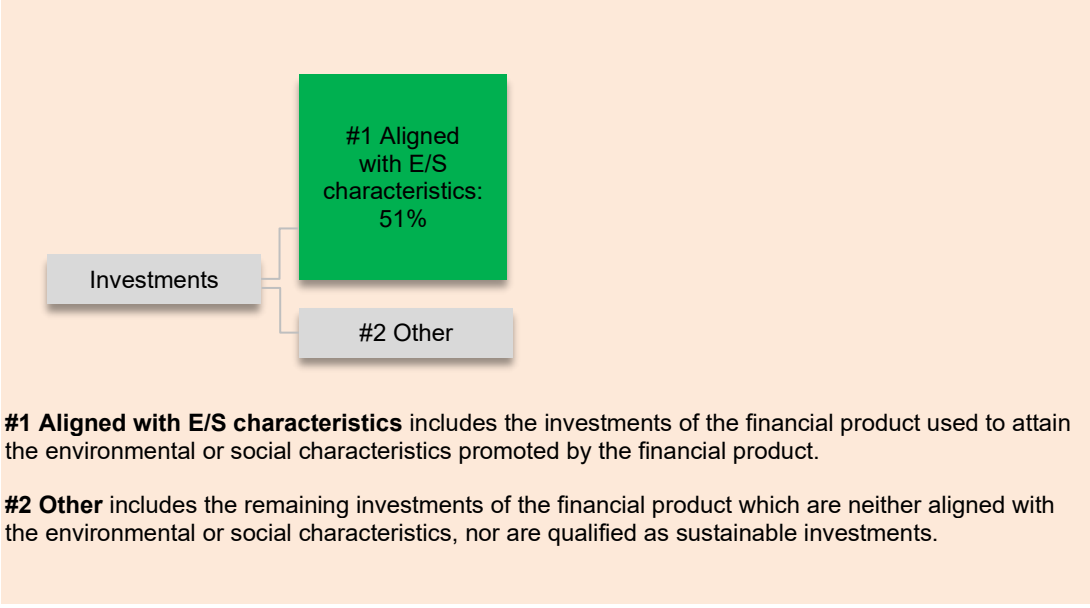 #1 Aligned
with E/S
characteristics:
51%
Investments
#2 Other
#1 Aligned with E/S characteristics includes the investments of the financial product used to attain
the environmental or social characteristics promoted by the financial product.
#2 Other includes the remaining investments of the financial product which are neither aligned with
the environmental or social characteristics, nor are qualified as sustainable investments.